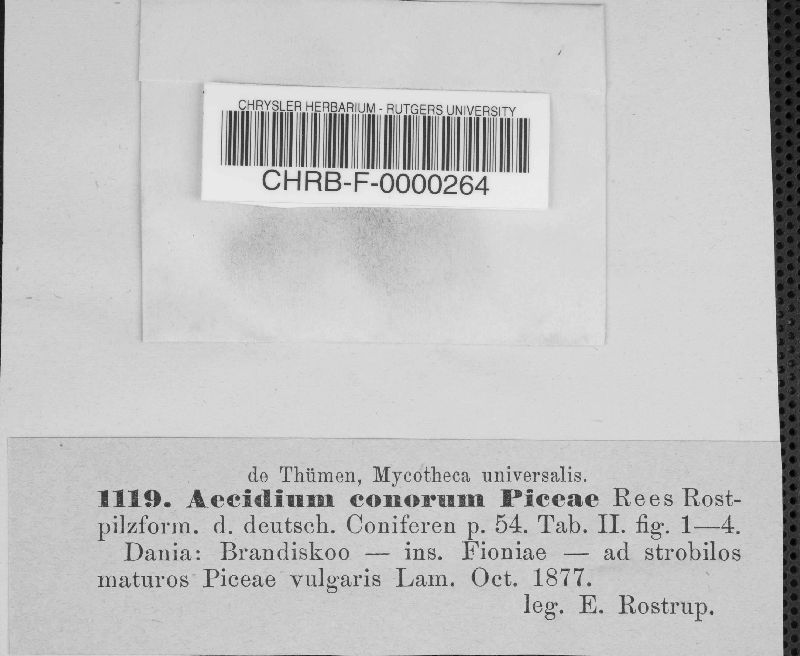 CHRYSLER HERBARIUM - RUTGERS UNIVERSITY
CHRB-F-0000264
de Thümen, Mycotheca universalis.
1119. Aecidium conorum Piceae Rees Rost-
pilzform. d. deutsch. Coniferen p. 54. Tab. II. fig. 1—4.
Dania: Brandiskoo — ins. Fioniae — ad strobilos
maturos Piceae vulgaris Lam. Oct. 1877.
leg. E. Rostrup.